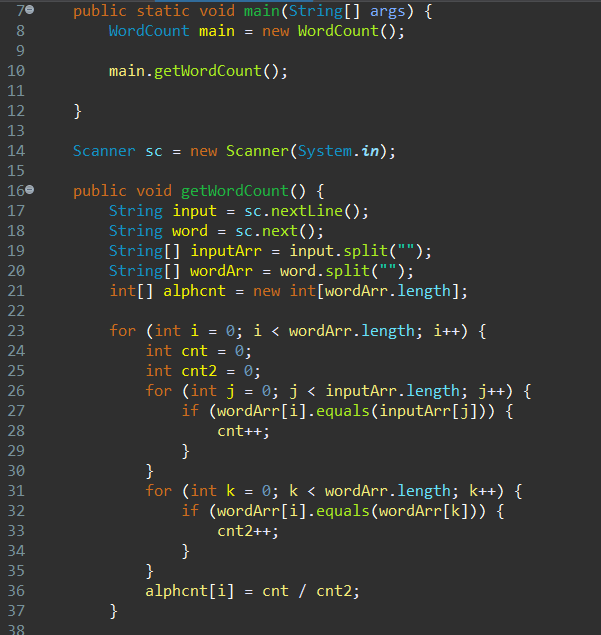 7 public static void main(String[] args) {
8 WordCount main = new WordCount();
9
10 main.getWordCount();
11
12 }
13
14 Scanner sc = new Scanner(System.in);
15
16 public void getWordCount() {
17 String input = sc.nextLine();
18 String word = sc.next();
19 String[] inputArr = input.split("");
20 String[] wordArr = word.split("");
21 int[] alphcnt = new int[wordArr.length];
22
23 for (int i = 0; i < wordArr.length; i++) {
24 int cnt = 0;
25 int cnt2 = 0;
26 for (int j = 0; j < inputArr.length; j++) {
27 if (wordArr[i].equals(inputArr[j])) {
28 cnt++;
29 }
30 }
31 for (int k = 0; k < wordArr.length; k++) {
32 if (wordArr[i].equals(wordArr[k])) {
33 cnt2++;
34 }
35 }
36 alphcnt[i] = cnt / cnt2;
37 }
38